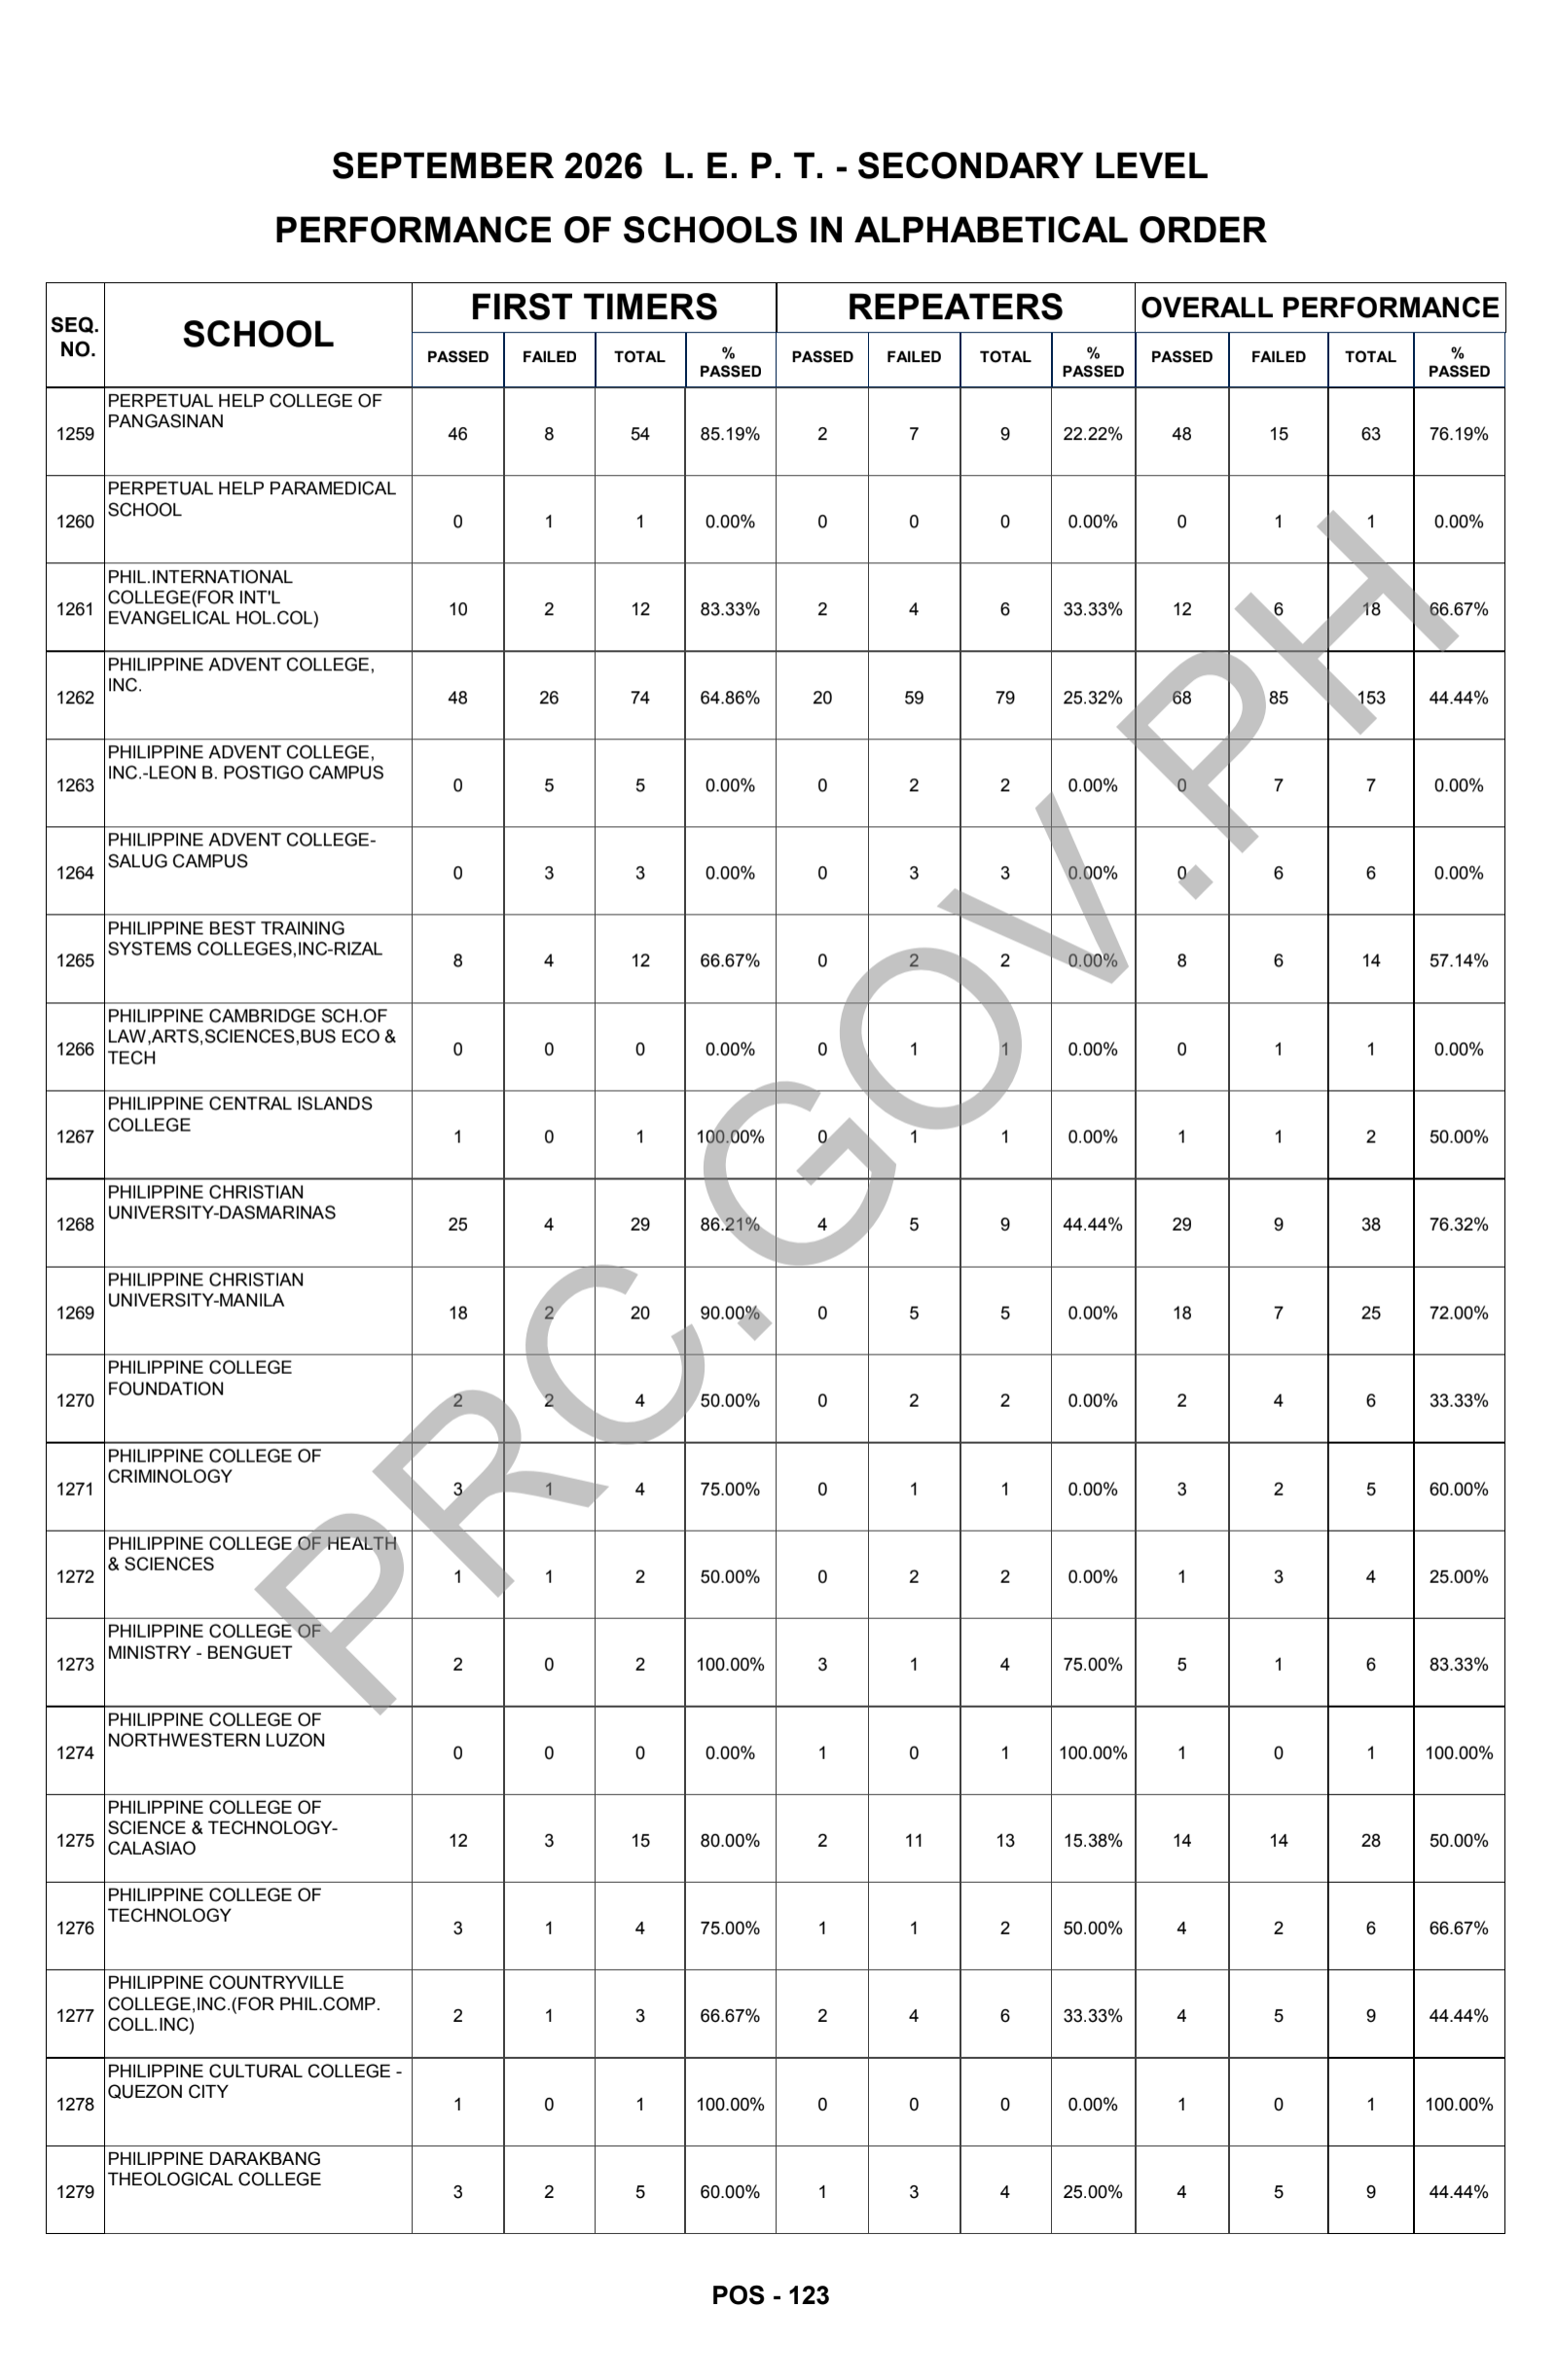 SEPTEMBER 2026 L. E. P. T. - SECONDARY LEVEL
PERFORMANCE OF SCHOOLS IN ALPHABETICAL ORDER
SEQ. NO. SCHOOL FIRST TIMERS REPEATERS OVERALL PERFORMANCE
PASSED FAILED TOTAL % PASSED PASSED FAILED TOTAL % PASSED PASSED FAILED TOTAL % PASSED
PERPETUAL HELP COLLEGE OF
PANGASINAN
1259 46 8 54 85.19% 2 7 9 22.22% 48 15 63 76.19%
PERPETUAL HELP PARAMEDICAL
SCHOOL
1260 0 1 1 0.00% 0 0 0 0.00% 0 1 1 0.00%
PHIL.INTERNATIONAL
COLLEGE(FOR INT'L
EVANGELICAL HOL.COL)
1261 10 2 12 83.33% 2 4 6 33.33% 12 6 18 66.67%
PHILIPPINE ADVENT COLLEGE,
INC.
1262 48 26 74 64.86% 20 59 79 25.32% 68 85 153 44.44%
PHILIPPINE ADVENT COLLEGE,
INC.-LEON B. POSTIGO CAMPUS
1263 0 5 5 0.00% 0 2 2 0.00% 0 7 7 0.00%
PHILIPPINE ADVENT COLLEGE-
SALUG CAMPUS
1264 0 3 3 0.00% 0 3 3 0.00% 0 6 6 0.00%
PHILIPPINE BEST TRAINING
SYSTEMS COLLEGES,INC-RIZAL
1265 8 4 12 66.67% 0 2 2 0.00% 8 6 14 57.14%
PHILIPPINE CAMBRIDGE SCH.OF
LAW,ARTS,SCIENCES,BUS ECO &
TECH
1266 0 0 0 0.00% 0 1 1 0.00% 0 1 1 0.00%
PHILIPPINE CENTRAL ISLANDS
COLLEGE
1267 1 0 1 100.00% 0 1 1 0.00% 1 1 2 50.00%
PHILIPPINE CHRISTIAN
UNIVERSITY-DASMARINAS
1268 25 4 29 86.21% 4 5 9 44.44% 29 9 38 76.32%
PHILIPPINE CHRISTIAN
UNIVERSITY-MANILA
1269 18 2 20 90.00% 0 5 5 0.00% 18 7 25 72.00%
PHILIPPINE COLLEGE
FOUNDATION
1270 2 2 4 50.00% 0 2 2 0.00% 2 4 6 33.33%
PHILIPPINE COLLEGE OF
CRIMINOLOGY
1271 3 1 4 75.00% 0 1 1 0.00% 3 2 5 60.00%
PHILIPPINE COLLEGE OF HEALTH
& SCIENCES
1272 1 1 2 50.00% 0 2 2 0.00% 1 3 4 25.00%
PHILIPPINE COLLEGE OF
MINISTRY - BENGUET
1273 2 0 2 100.00% 3 1 4 75.00% 5 1 6 83.33%
PHILIPPINE COLLEGE OF
NORTHWESTERN LUZON
1274 0 0 0 0.00% 1 0 1 100.00% 1 0 1 100.00%
PHILIPPINE COLLEGE OF
SCIENCE & TECHNOLOGY-
CALASIAO
1275 12 3 15 80.00% 2 11 13 15.38% 14 14 28 50.00%
PHILIPPINE COLLEGE OF
TECHNOLOGY
1276 3 1 4 75.00% 1 1 2 50.00% 4 2 6 66.67%
PHILIPPINE COUNTRYVILLE
COLLEGE,INC.(FOR PHIL.COMP.
COLL.INC)
1277 2 1 3 66.67% 2 4 6 33.33% 4 5 9 44.44%
PHILIPPINE CULTURAL COLLEGE -
QUEZON CITY
1278 1 0 1 100.00% 0 0 0 0.00% 1 0 1 100.00%
PHILIPPINE DARAKBANG
THEOLOGICAL COLLEGE
1279 3 2 5 60.00% 1 3 4 25.00% 4 5 9 44.44%
PRC.GOV.PH
POS - 123